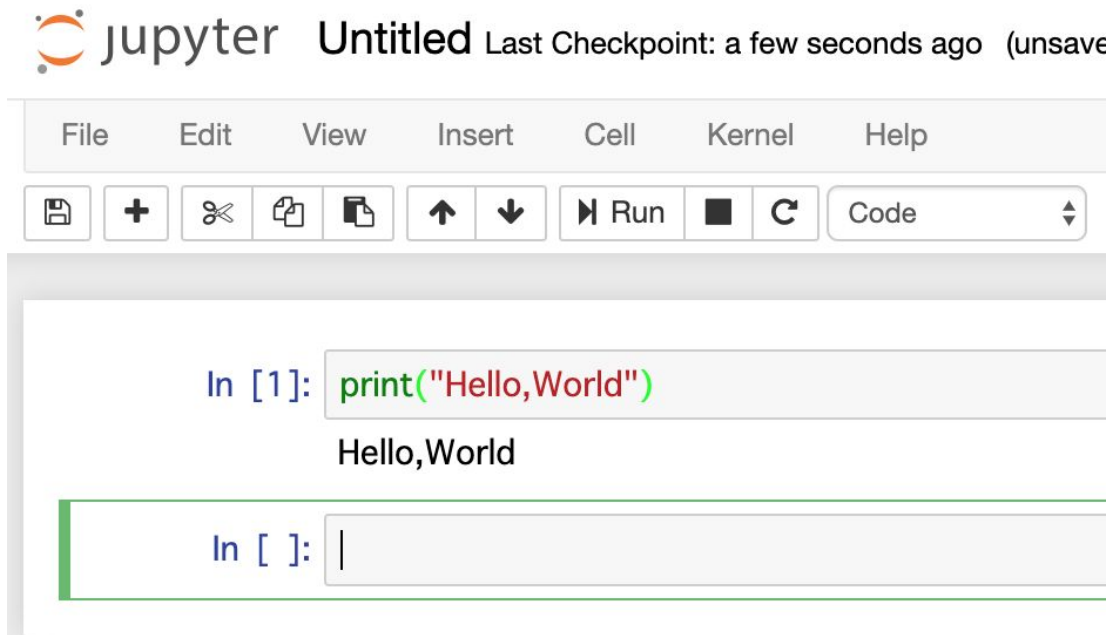 jupyter Untitled Last Checkpoint: a few seconds ago (unsave
File Edit View Insert Cell Kernel Help
Run Code
In [1]: print("Hello,World")
Hello,World
In [ ]: